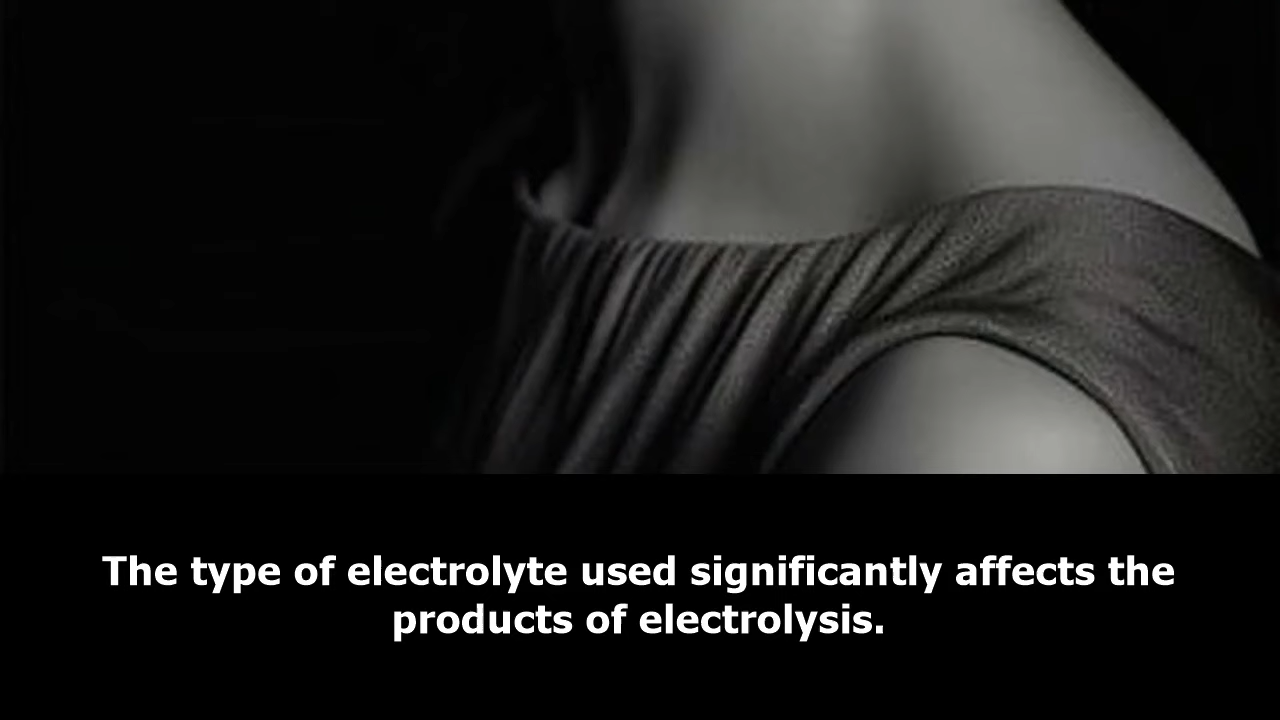 The type of electrolyte used significantly affects the
products of electrolysis.